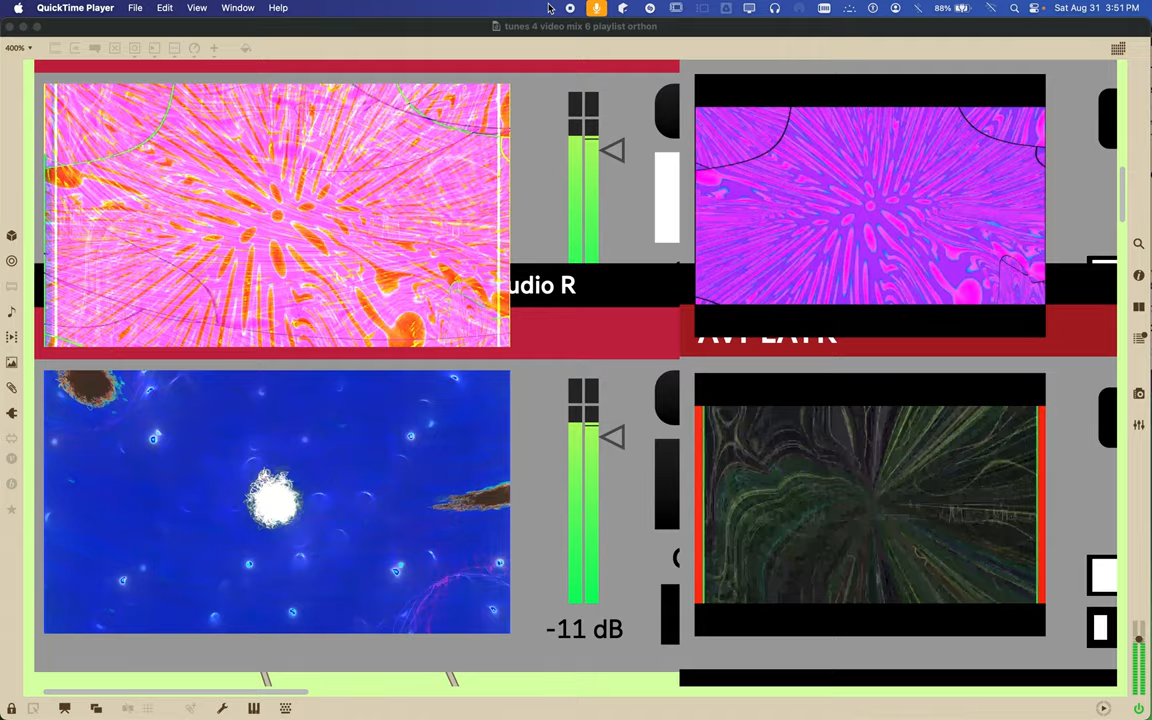 QuickTime Player File Edit View Window Help 88% Sat Aug 31 3:51 PM
tunes 4 video mix 6 playlist orthon
400%
udio R
-11 dB